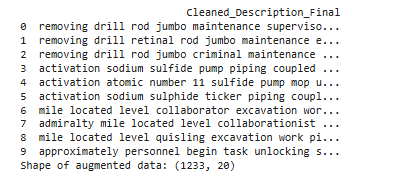 Cleaned_Description_Final
0 removing drill rod jumbo maintenance superviso...
1 removing drill retinal rod jumbo maintenance e...
2 removing drill rod jumbo criminal maintenance ...
3 activation sodium sulfide pump piping coupled ...
4 activation atomic number 11 sulfide pump mop u...
5 activation sodium sulphide ticker piping coupl...
6 mile located level collaborator excavation wor...
7 admiralty mile located level collaborationist ...
8 mile located level quisling excavation work pi...
9 approximately personnel begin task unlocking s...
Shape of augmented data: (1233, 20)